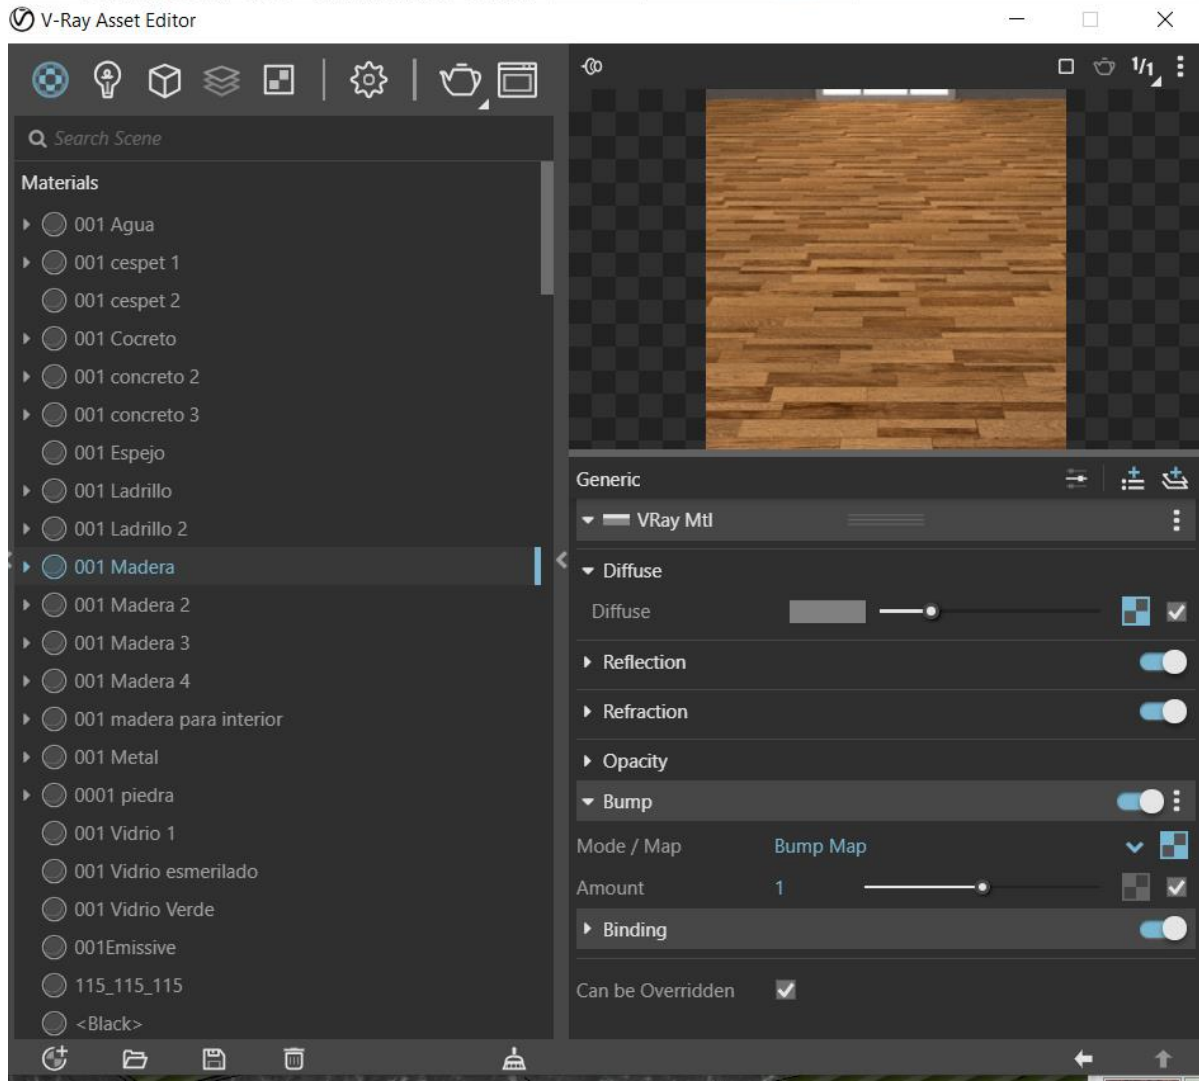 V-Ray Asset Editor
1/1
Search Scene
Materials
001 Agua
001 cespet 1
001 cespet 2
001 Cocreto
001 concreto 2
001 concreto 3
001 Espejo
001 Ladrillo
001 Ladrillo 2
001 Madera
001 Madera 2
001 Madera 3
001 Madera 4
001 madera para interior
001 Metal
0001 piedra
001 Vidrio 1
001 Vidrio esmerilado
001 Vidrio Verde
001Emissive
115_115_115
<Black>
Generic
VRay Mtl
Diffuse
Diffuse
Reflection
Refraction
Opacity
Bump
Mode / Map Bump Map
Amount 1
Binding
Can be Overridden